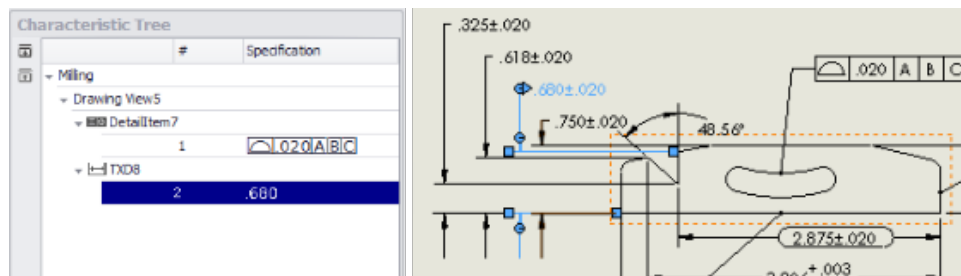 Characteristic Tree
# Specification
Milling
Drawing View5
DetailItem7
1 ⌓.020ABC
TXD8
2 .680
.325±.020
.618±.020
.680±.020
.750±.020
48.56°
⌓ .020 A B C
2.875±.020
+.003